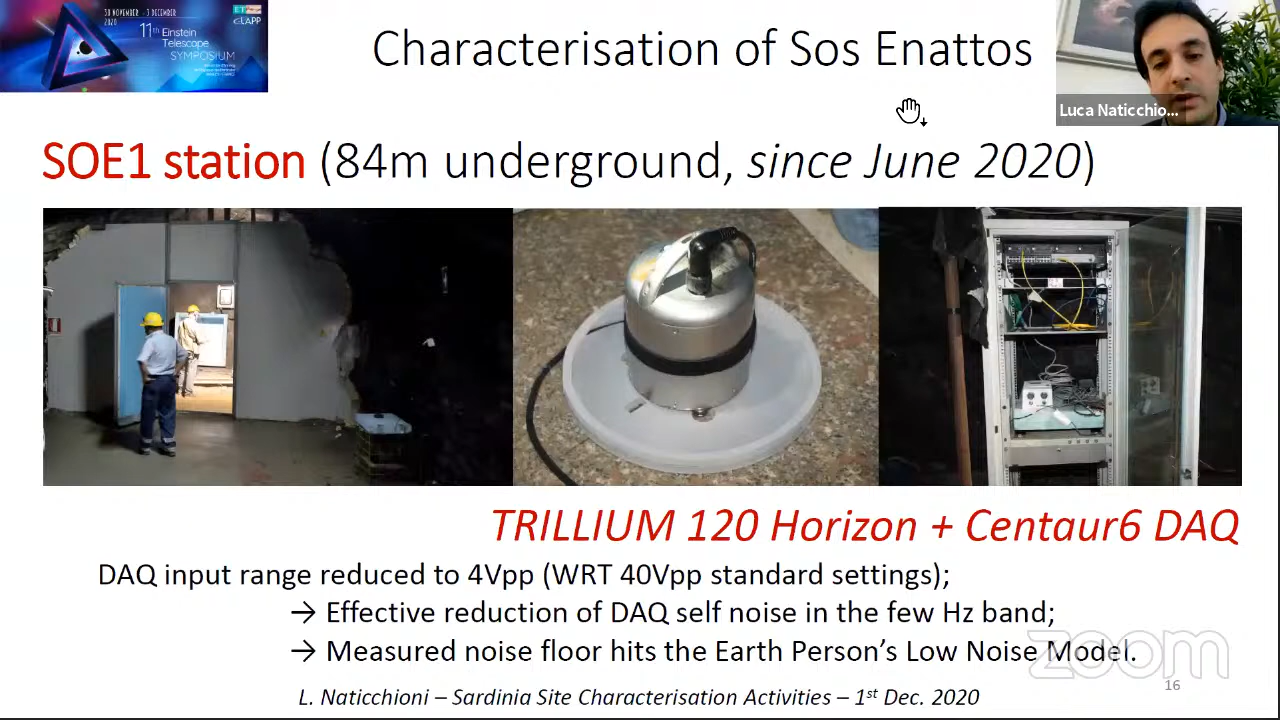 30 NOVEMBER - 3 DECEMBER
2020
11th Einstein
Telescope
SYMPOSIUM
ET
LAPP
Characterisation of Sos Enattos
Luca Naticchio...
SOE1 station (84m underground, since June 2020)
TRILLIUM 120 Horizon + Centaur6 DAQ
DAQ input range reduced to 4Vpp (WRT 40Vpp standard settings);
→ Effective reduction of DAQ self noise in the few Hz band;
→ Measured noise floor hits the Earth Person’s Low Noise Model.
zoom
16
L. Naticchioni – Sardinia Site Characterisation Activities – 1st Dec. 2020